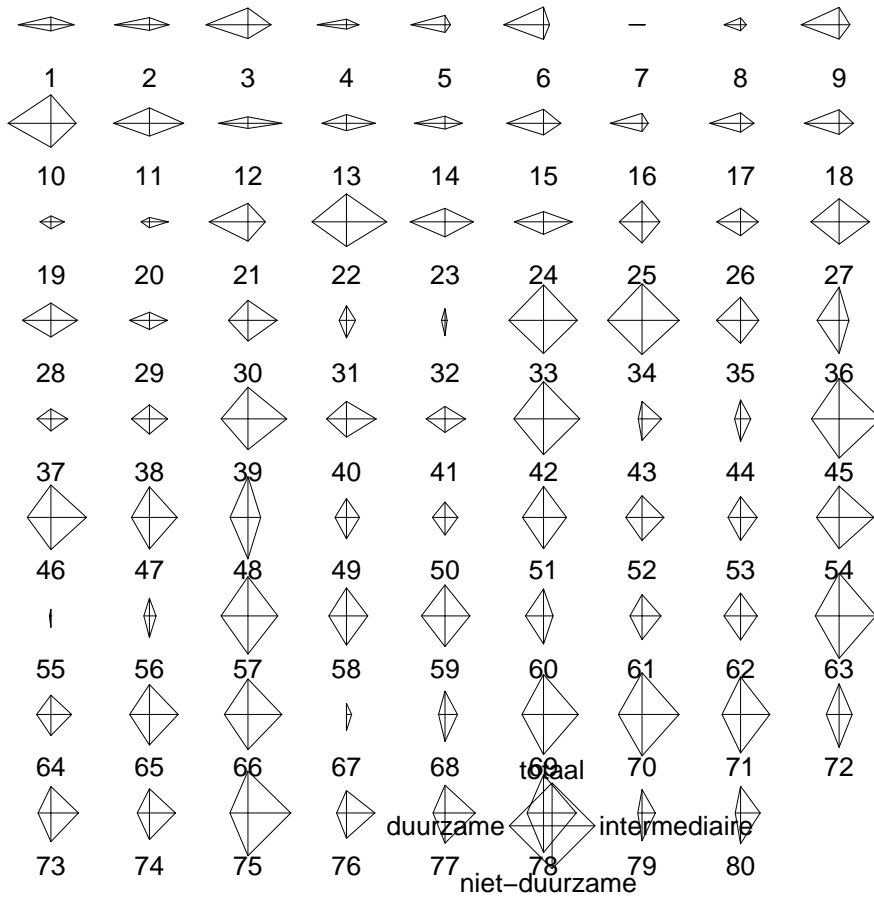 1 2 3 4 5 6 7 8 9
10 11 12 13 14 15 16 17 18
19 20 21 22 23 24 25 26 27
28 29 30 31 32 33 34 35 36
37 38 39 40 41 42 43 44 45
46 47 48 49 50 51 52 53 54
55 56 57 58 59 60 61 62 63
64 65 66 67 68 69 70 71 72
totaal
duurzame intermediaire
73 74 75 76 77 78 79 80
niet−duurzame